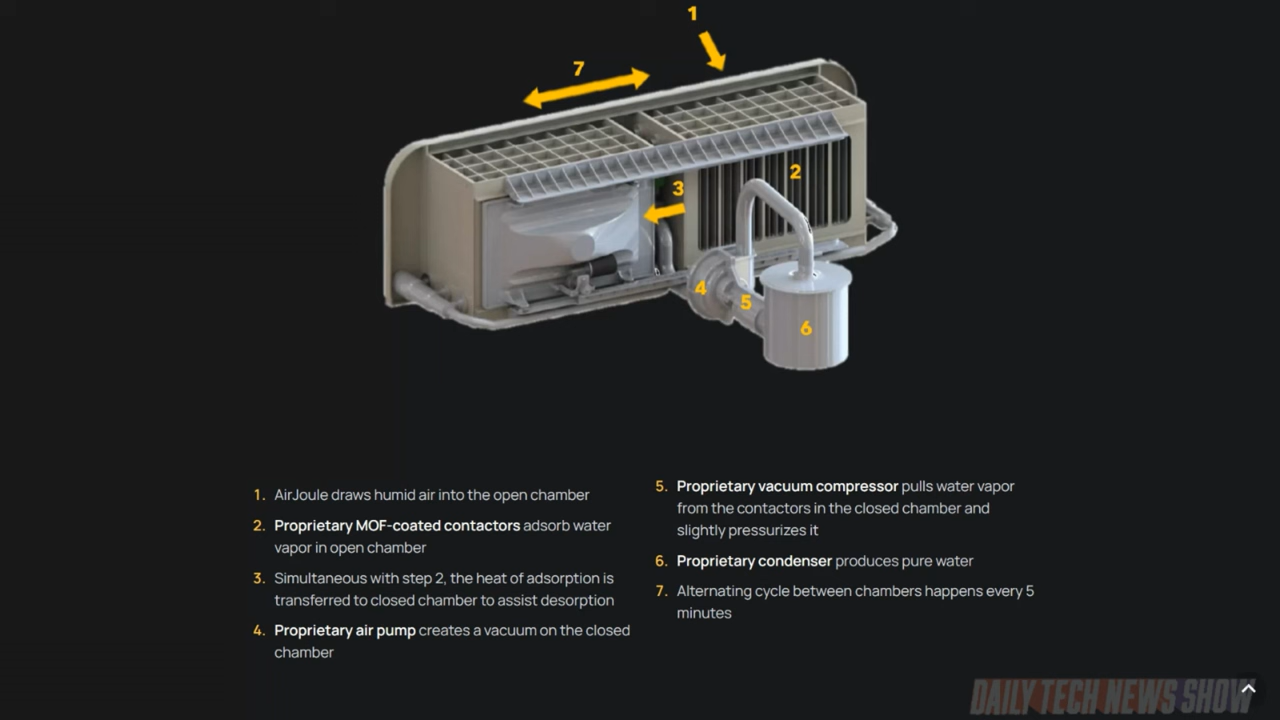 1
7
2
3
4
5
6
1. AirJoule draws humid air into the open chamber
2. Proprietary MOF-coated contactors adsorb water
vapor in open chamber
3. Simultaneous with step 2, the heat of adsorption is
transferred to closed chamber to assist desorption
4. Proprietary air pump creates a vacuum on the closed
chamber
5. Proprietary vacuum compressor pulls water vapor
from the contactors in the closed chamber and
slightly pressurizes it
6. Proprietary condenser produces pure water
7. Alternating cycle between chambers happens every 5
minutes
DAILY TECH NEWS SHOW